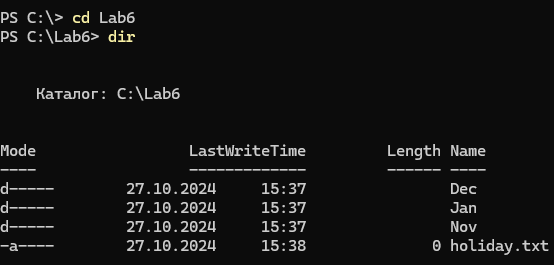 PS C:\> cd Lab6
PS C:\Lab6> dir
Каталог: C:\Lab6
Mode LastWriteTime Length Name
---- ------------- ------ ----
d----- 27.10.2024 15:37 Dec
d----- 27.10.2024 15:37 Jan
d----- 27.10.2024 15:37 Nov
-a---- 27.10.2024 15:38 0 holiday.txt